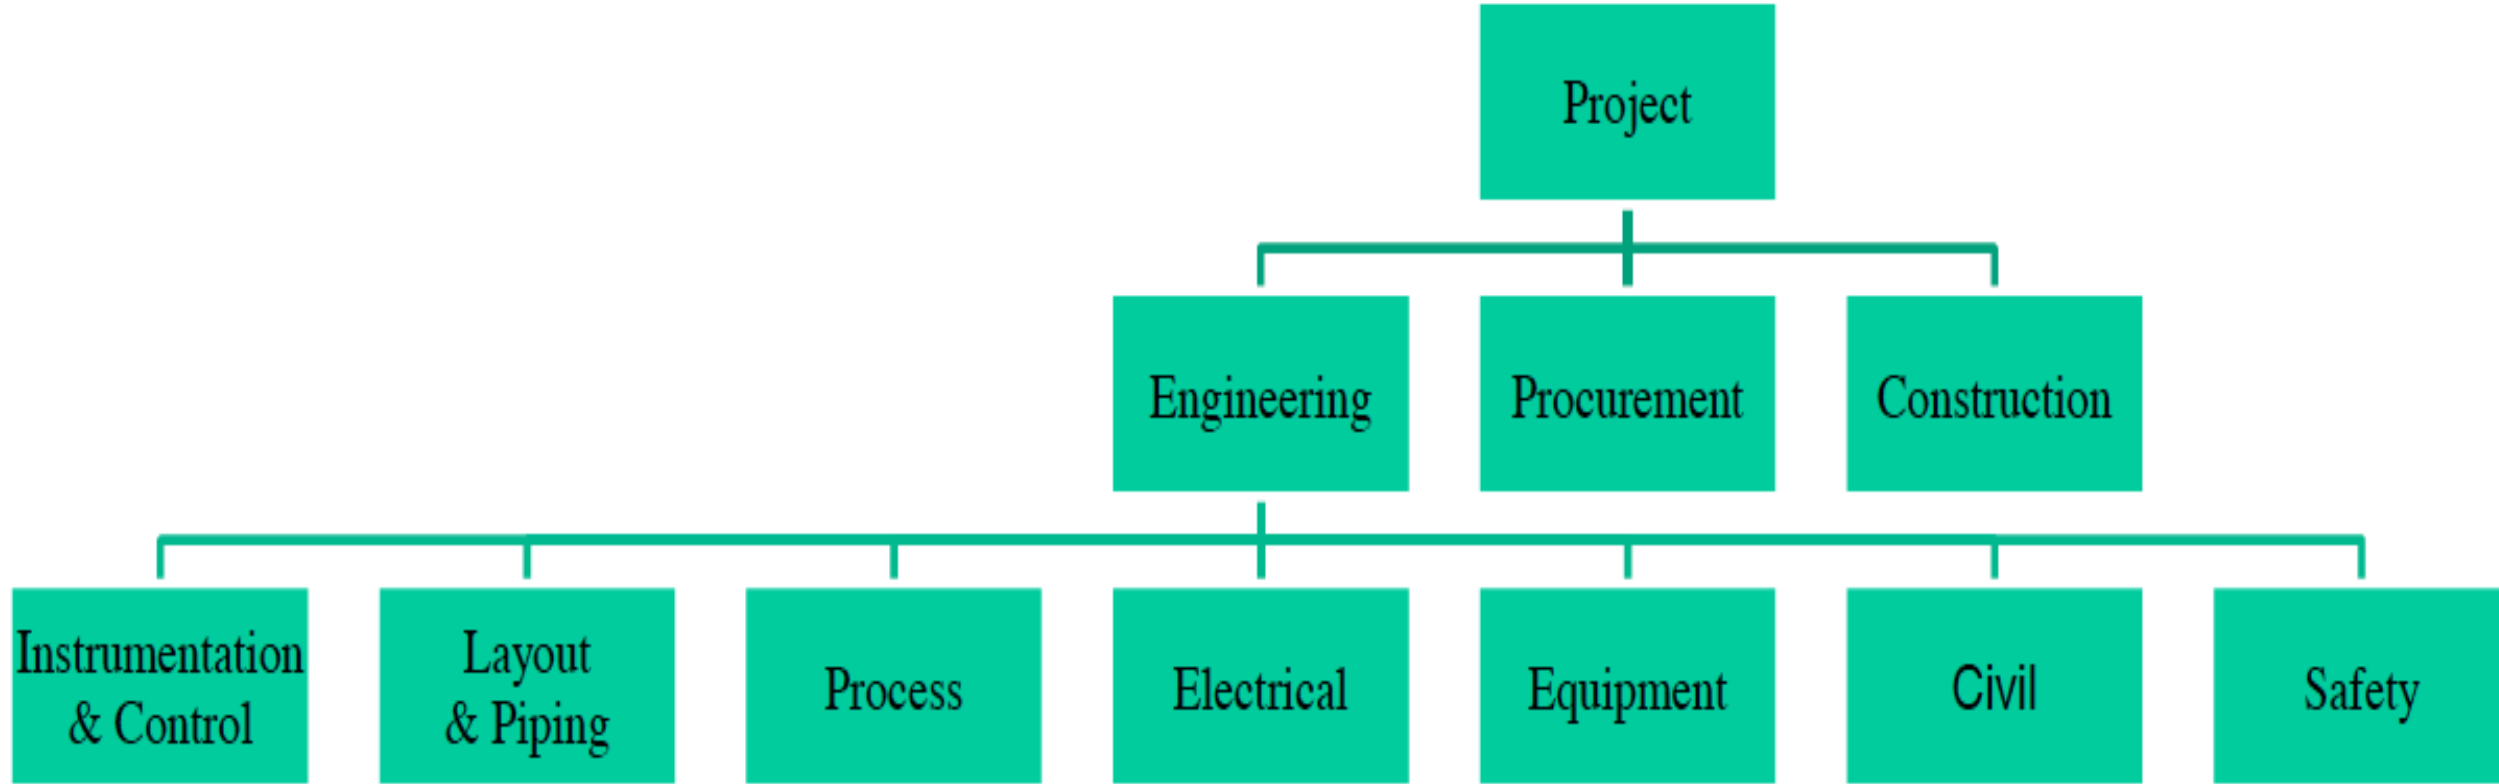 Project
Engineering
Procurement
Construction
Instrumentation
& Control
Layout
& Piping
Process
Electrical
Equipment
Civil
Safety